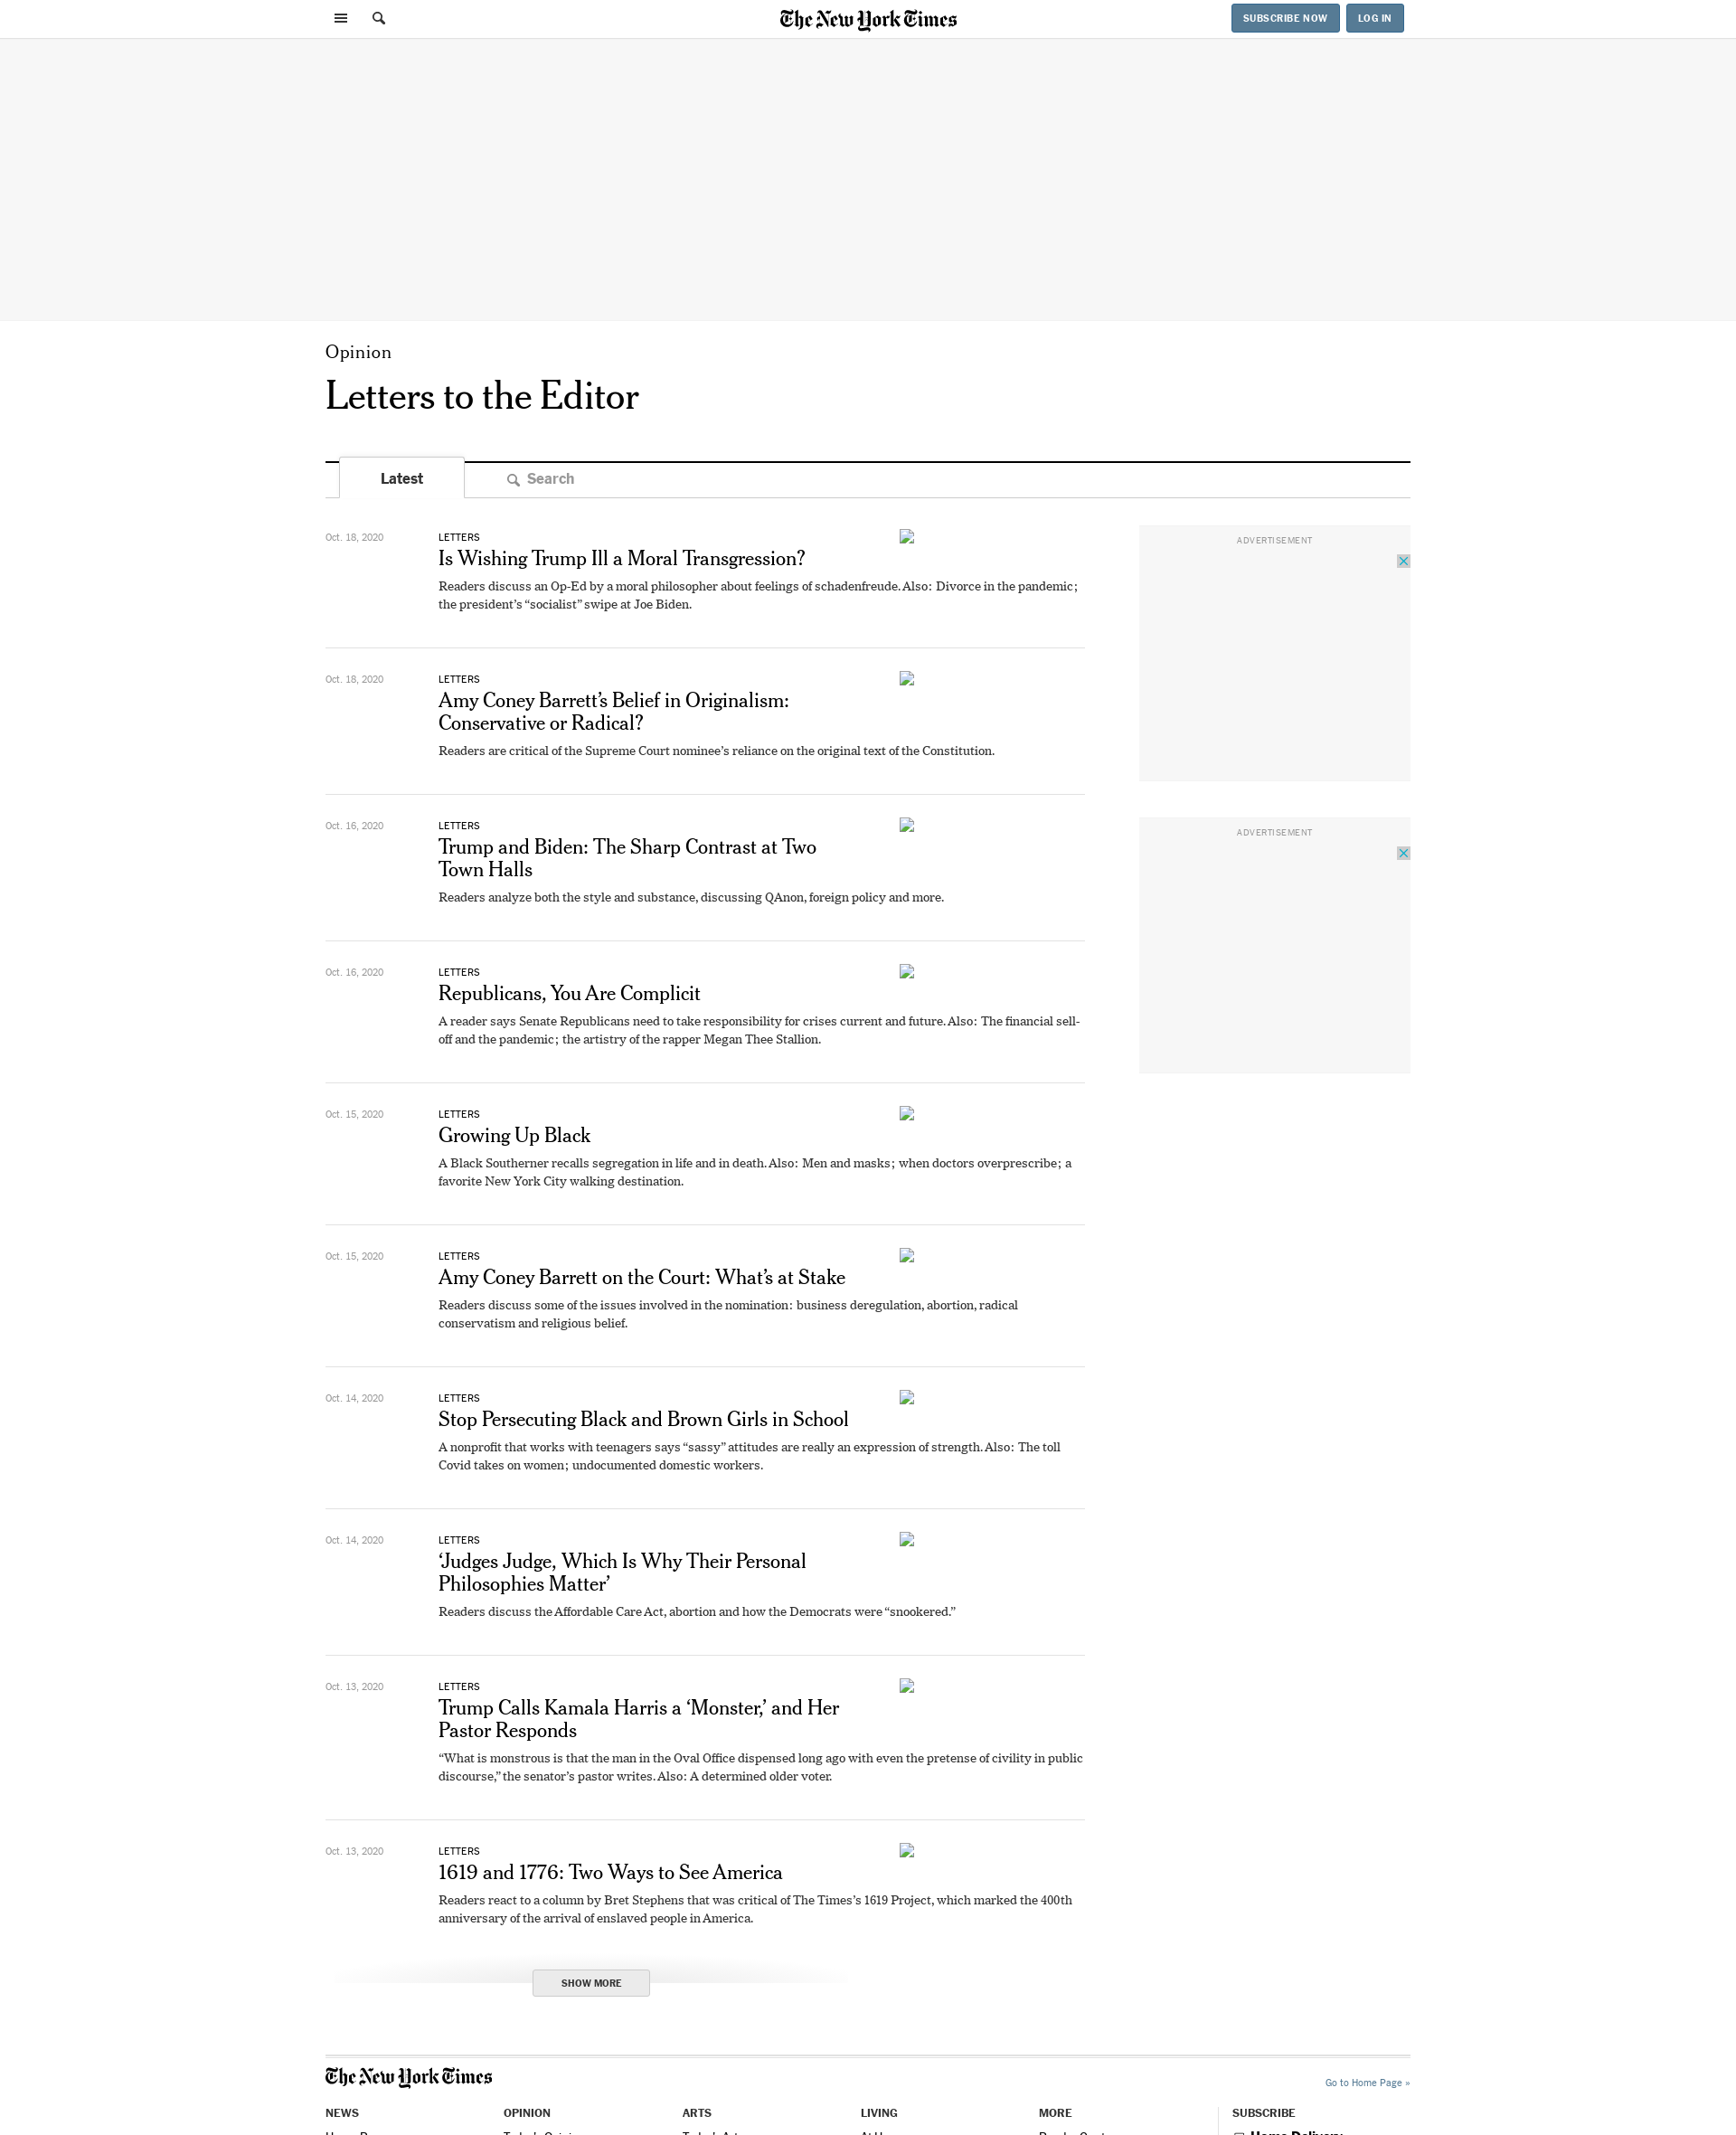 The New York Times
SUBSCRIBE NOW
LOG IN
Opinion
Letters to the Editor
Latest
Search
Oct. 18, 2020
LETTERS
Is Wishing Trump Ill a Moral Transgression?
Readers discuss an Op-Ed by a moral philosopher about feelings of schadenfreude. Also: Divorce in the pandemic;
the president’s “socialist” swipe at Joe Biden.
ADVERTISEMENT
Oct. 18, 2020
LETTERS
Amy Coney Barrett’s Belief in Originalism:
Conservative or Radical?
Readers are critical of the Supreme Court nominee’s reliance on the original text of the Constitution.
Oct. 16, 2020
LETTERS
Trump and Biden: The Sharp Contrast at Two
Town Halls
Readers analyze both the style and substance, discussing QAnon, foreign policy and more.
ADVERTISEMENT
Oct. 16, 2020
LETTERS
Republicans, You Are Complicit
A reader says Senate Republicans need to take responsibility for crises current and future. Also: The financial sell-
off and the pandemic; the artistry of the rapper Megan Thee Stallion.
Oct. 15, 2020
LETTERS
Growing Up Black
A Black Southerner recalls segregation in life and in death. Also: Men and masks; when doctors overprescribe; a
favorite New York City walking destination.
Oct. 15, 2020
LETTERS
Amy Coney Barrett on the Court: What’s at Stake
Readers discuss some of the issues involved in the nomination: business deregulation, abortion, radical
conservatism and religious belief.
Oct. 14, 2020
LETTERS
Stop Persecuting Black and Brown Girls in School
A nonprofit that works with teenagers says “sassy” attitudes are really an expression of strength. Also: The toll
Covid takes on women; undocumented domestic workers.
Oct. 14, 2020
LETTERS
‘Judges Judge, Which Is Why Their Personal
Philosophies Matter’
Readers discuss the Affordable Care Act, abortion and how the Democrats were “snookered.”
Oct. 13, 2020
LETTERS
Trump Calls Kamala Harris a ‘Monster,’ and Her
Pastor Responds
“What is monstrous is that the man in the Oval Office dispensed long ago with even the pretense of civility in public
discourse,” the senator’s pastor writes. Also: A determined older voter.
Oct. 13, 2020
LETTERS
1619 and 1776: Two Ways to See America
Readers react to a column by Bret Stephens that was critical of The Times’s 1619 Project, which marked the 400th
anniversary of the arrival of enslaved people in America.
SHOW MORE
The New York Times
Go to Home Page »
NEWS
OPINION
ARTS
LIVING
MORE
SUBSCRIBE